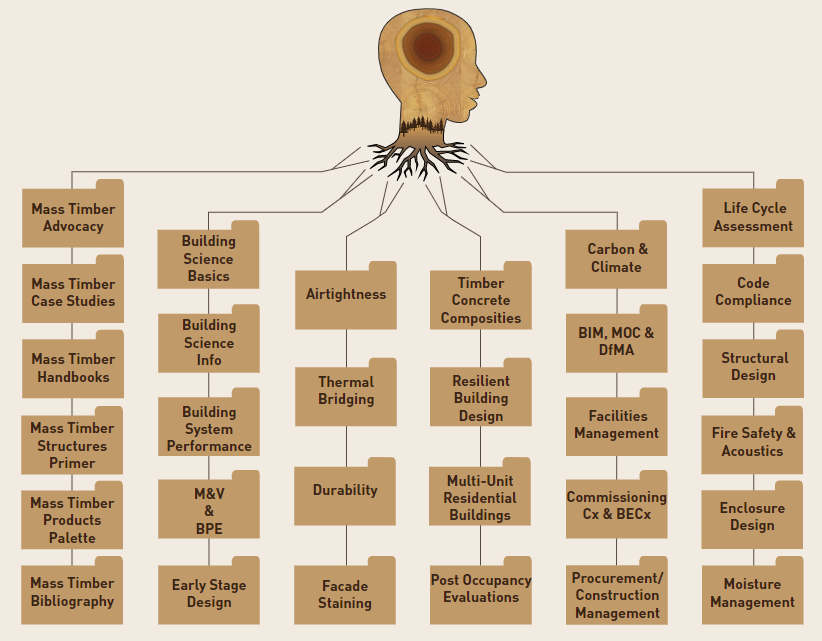 Mass Timber
Advocacy
Mass Timber
Case Studies
Mass Timber
Handbooks
Mass Timber
Structures
Primer
Mass Timber
Products
Palette
Mass Timber
Bibliography
Building
Science
Basics
Building
Science
Info
Building
System
Performance
M&V
&
BPE
Early Stage
Design
Airtightness
Thermal
Bridging
Durability
Facade
Staining
Timber
Concrete
Composities
Resilient
Building
Design
Multi-Unit
Residential
Buildings
Post Occupancy
Evaluations
Carbon &
Climate
BIM, MOC &
DfMA
Facilities
Management
Commissioning
Cx & BECx
Procurement/
Construction
Management
Life Cycle
Assessment
Code
Compliance
Structural
Design
Fire Safety &
Acoustics
Enclosure
Design
Moisture
Management